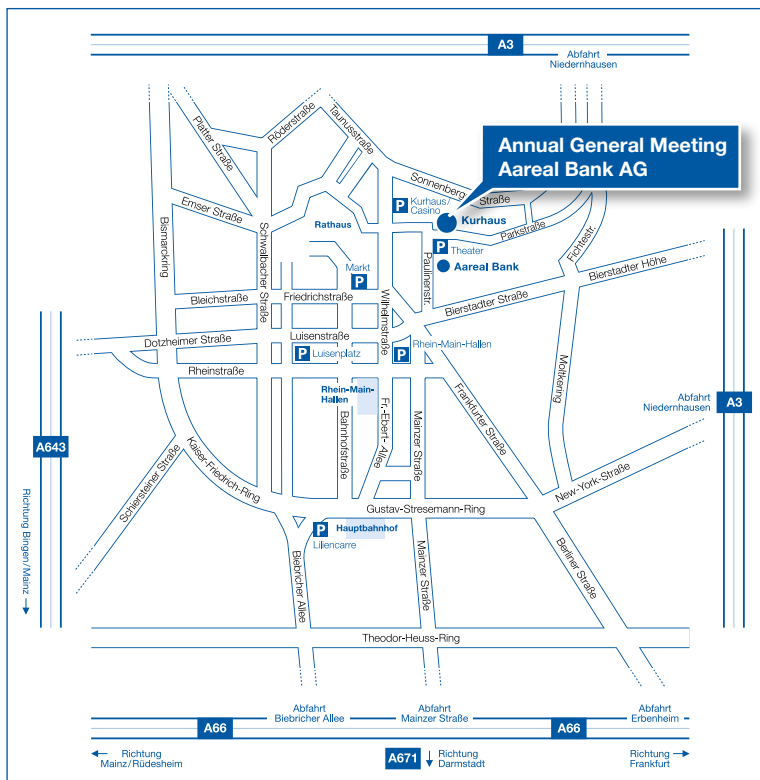 A3
Abfahrt
Niedernhausen
Annual General Meeting
Aareal Bank AG
Platter Straße
Röderstraße
Taunusstraße
Sonnenberg
Straße
P
Kurhaus/
Casino
Kurhaus
Parkstraße
Emser Straße
Rathaus
Bismarckring
Schwalbacher Straße
P
Theater
Fichtestr.
Aareal Bank
Paulinenstr.
Markt
P
Bierstadter Höhe
Bierstadter Straße
Bleichstraße
Friedrichstraße
Wilhelmstraße
Dotzheimer Straße
Luisenstraße
P
Luisenplatz
P
Rhein-Main-Hallen
Rheinstraße
Rhein-Main-
Hallen
Moltkering
Abfahrt
Niedernhausen
A3
A643
Frankfurter Straße
Bahnhofstraße
Fr.-Ebert- Allee
Mainzer Straße
Schiersteiner Straße
Kaiser-Friedrich-Ring
New-York-Straße
Richtung Bingen/Mainz
Gustav-Stresemann-Ring
P
Hauptbahnhof
Liliencarre
Biebricher Allee
Mainzer Straße
Berliner Straße
Theodor-Heuss-Ring
Abfahrt
Biebricher Allee
Abfahrt
Mainzer Straße
Abfahrt
Erbenheim
A66
A66
Richtung
Mainz/Rüdesheim
A671
Richtung
Darmstadt
Richtung
Frankfurt